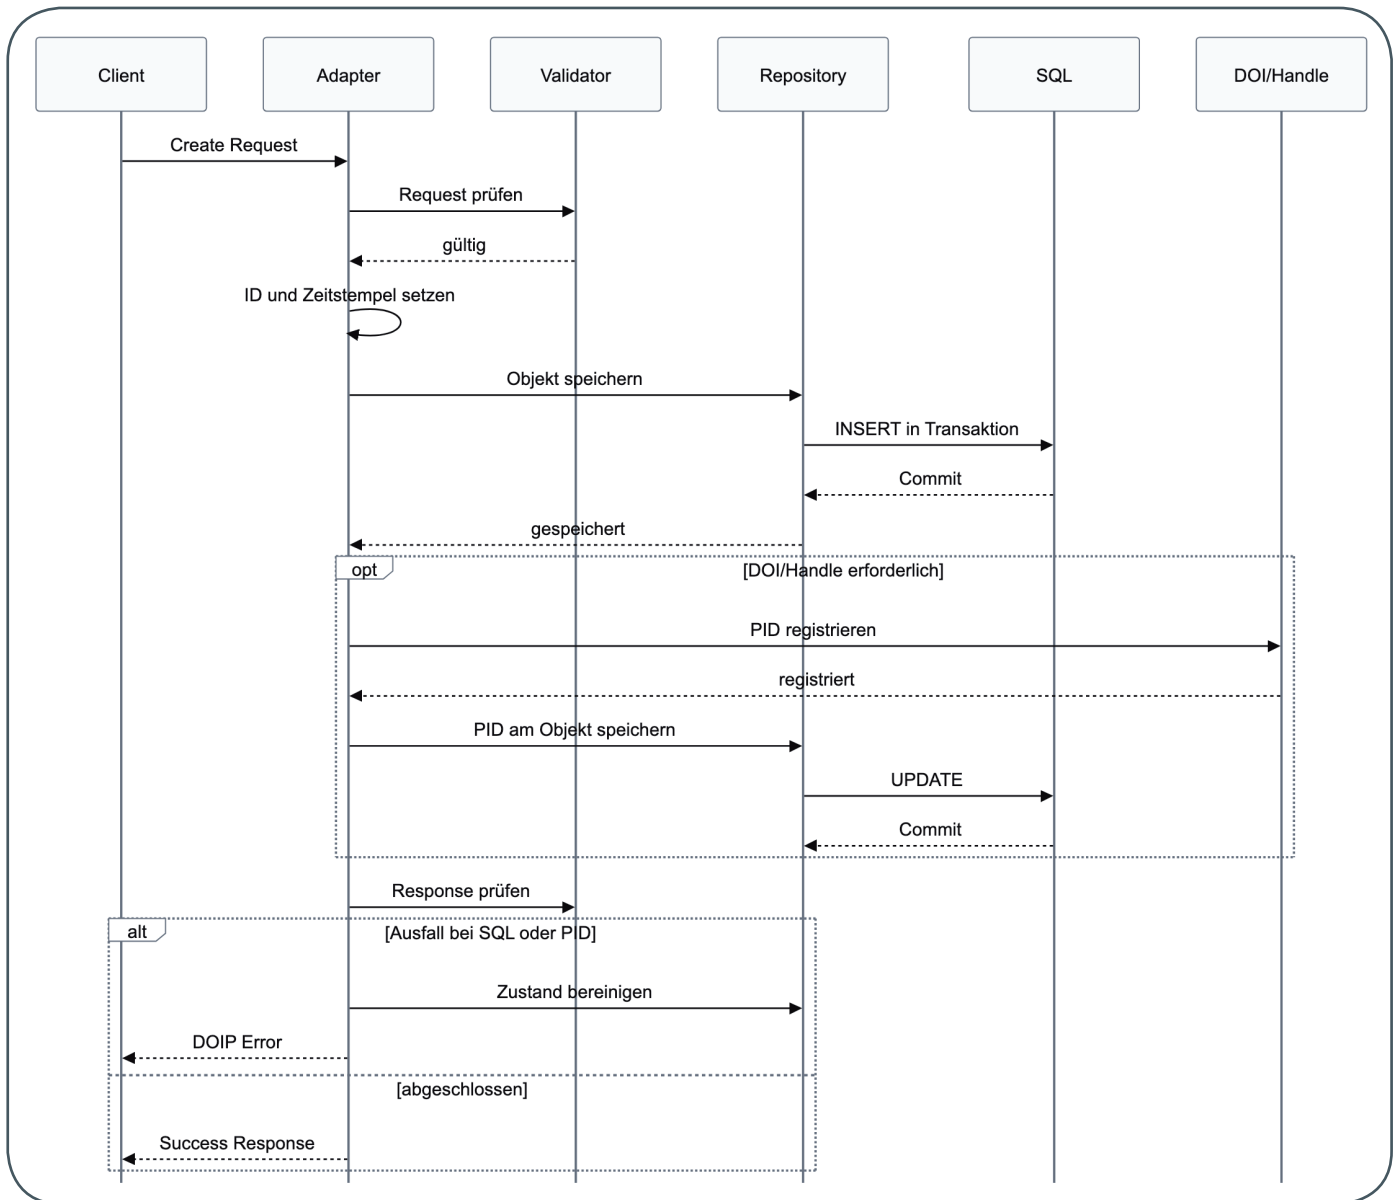 Client
Adapter
Validator
Repository
SQL
DOI/Handle
Create Request
Request prüfen
gültig
ID und Zeitstempel setzen
Objekt speichern
INSERT in Transaktion
Commit
gespeichert
opt
[DOI/Handle erforderlich]
PID registrieren
registriert
PID am Objekt speichern
UPDATE
Commit
Response prüfen
alt
[Ausfall bei SQL oder PID]
Zustand bereinigen
DOIP Error
[abgeschlossen]
Success Response